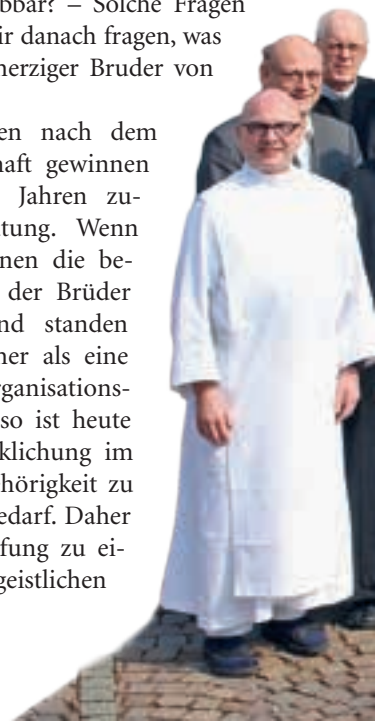 bbar? – Solche Fragen
ir danach fragen, was
herziger Bruder von
en nach dem
haft gewinnen
Jahren zu-
tung. Wenn
nen die be-
der Brüder
nd standen
her als eine
rganisations-
so ist heute
klichung im
hörigkeit zu
edarf. Daher
fung zu ei-
geistlichen